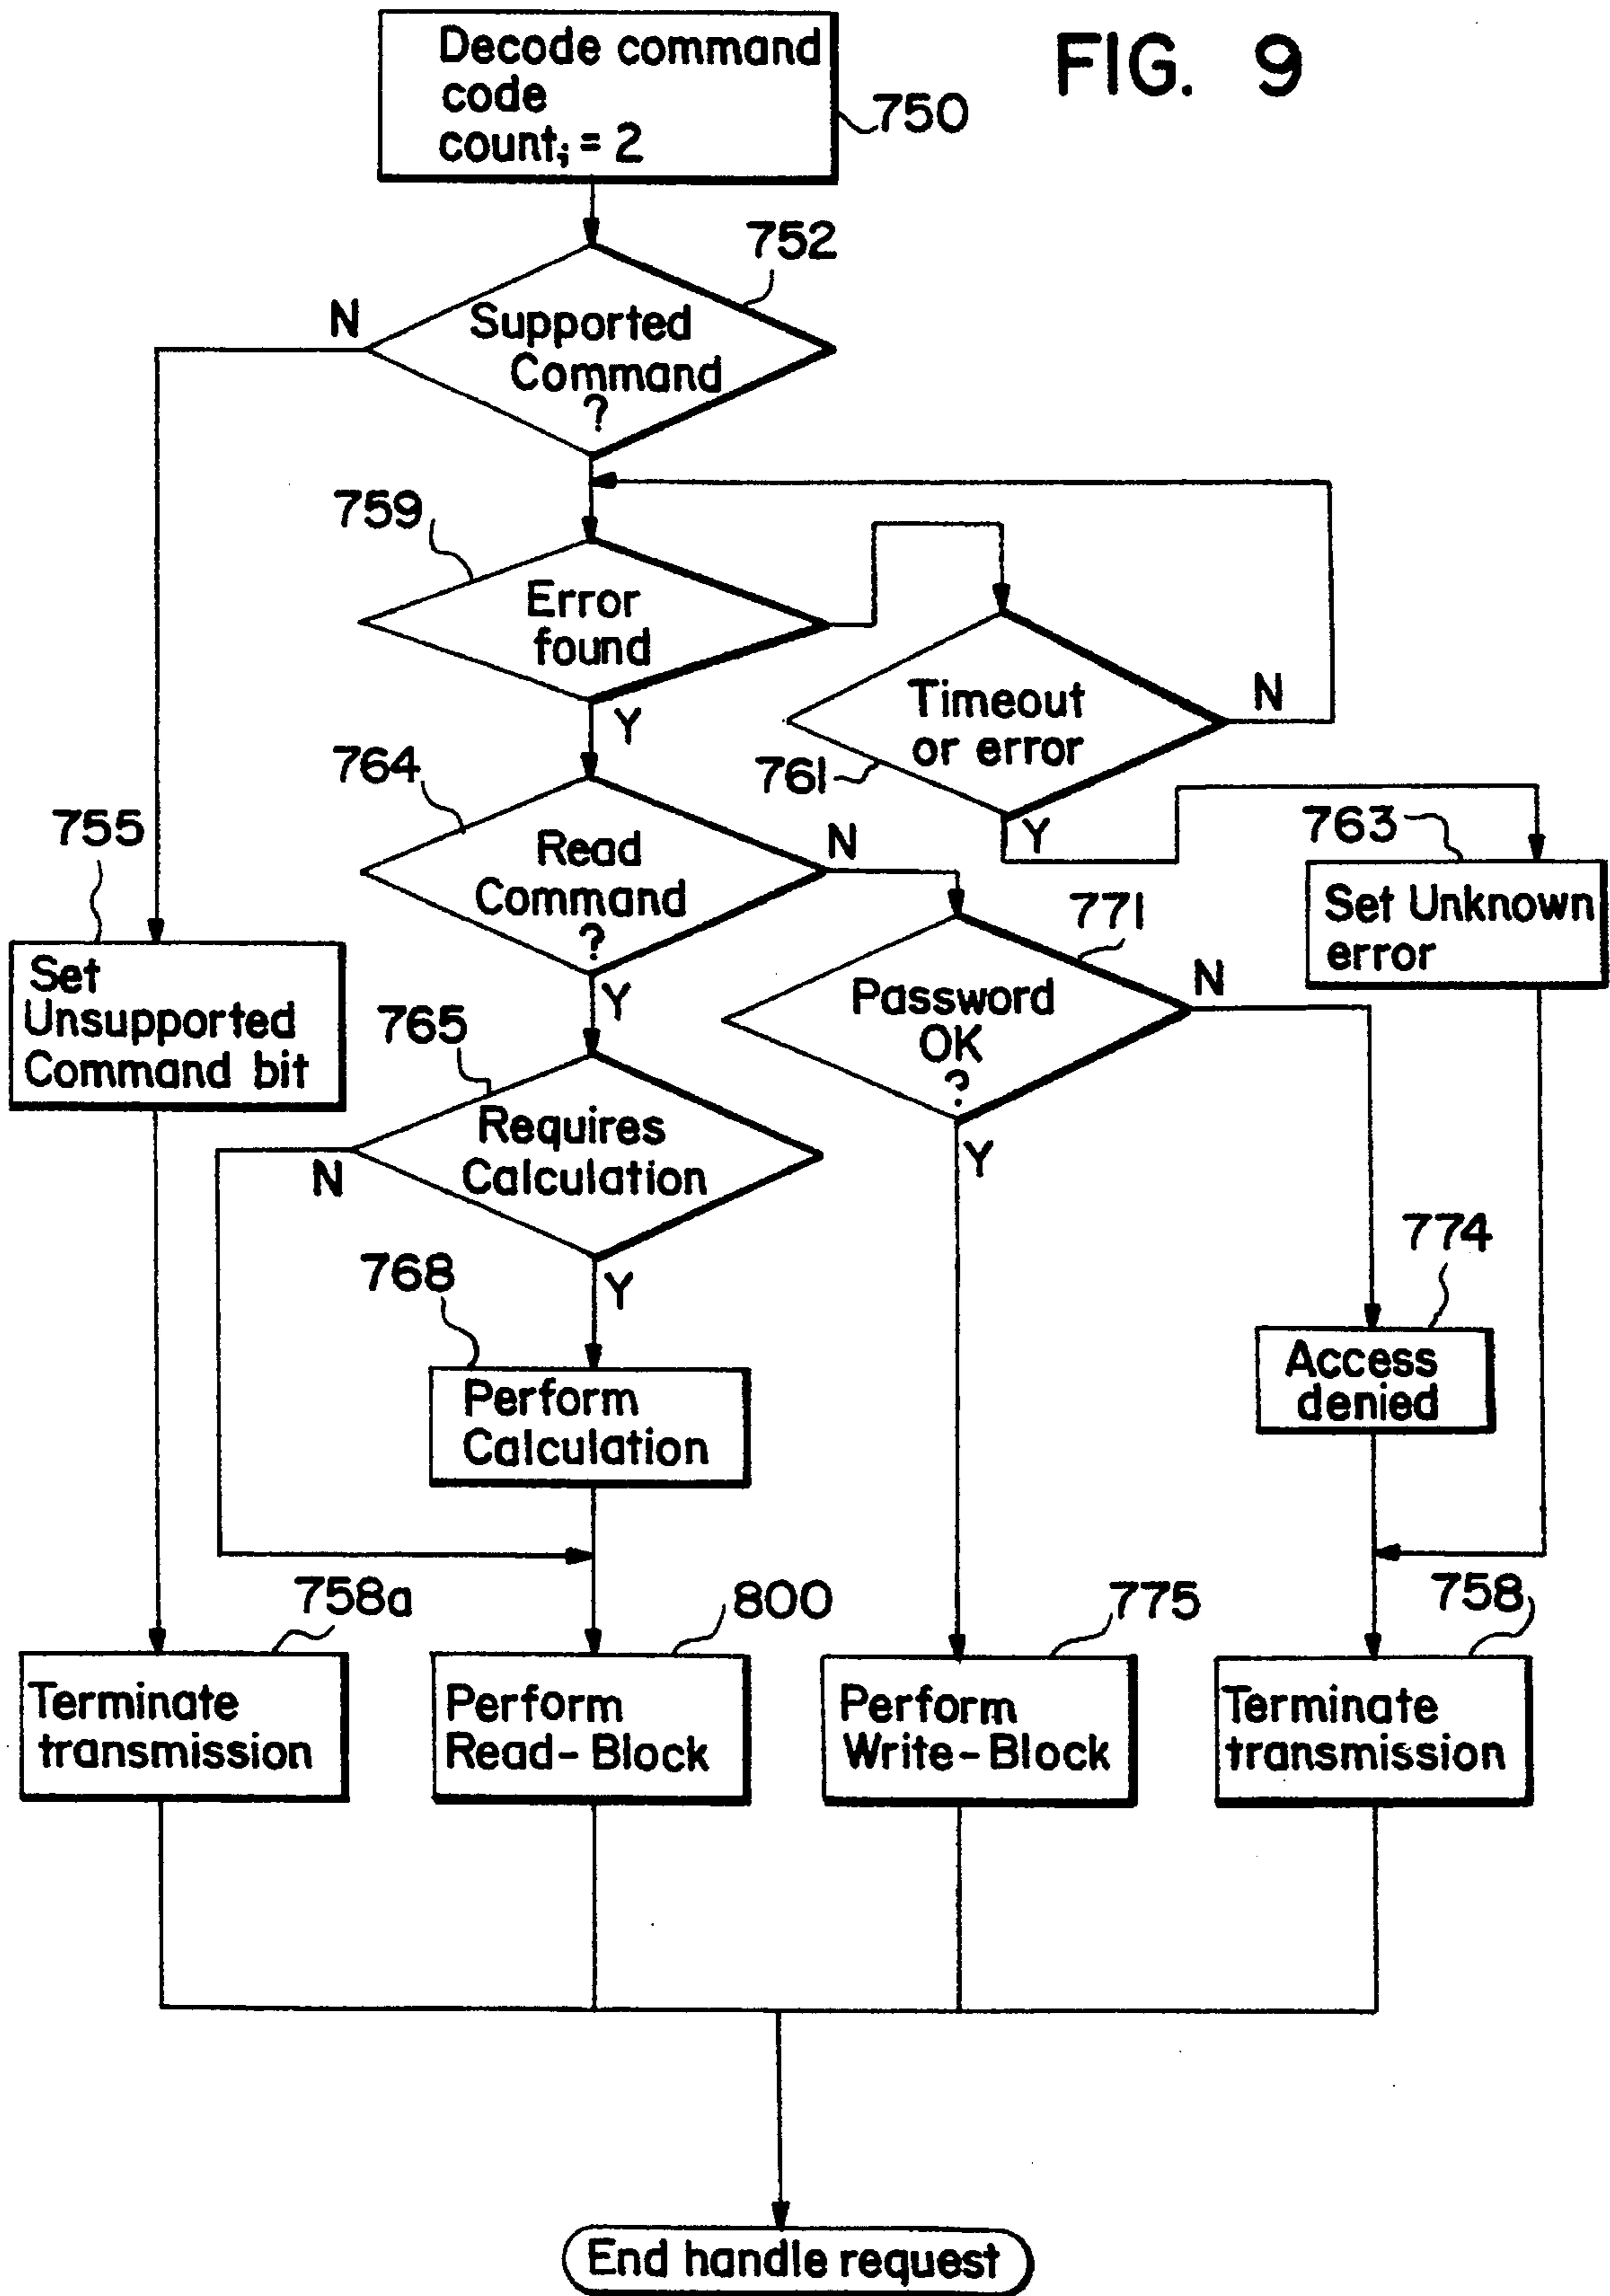 FIG. 9
Decode command
code
count; = 2
750
752
N
Supported
Command
?
759
Error
found
Y
Timeout
or error
N
761
Y
764
Read
Command
?
N
Y
755
Set
Unsupported
Command bit
763
Set Unknown
error
771
Password
OK
?
N
Y
765
Requires
Calculation
N
Y
768
Perform
Calculation
774
Access
denied
758a
Terminate
transmission
800
Perform
Read-Block
775
Perform
Write-Block
758
Terminate
transmission
End handle request